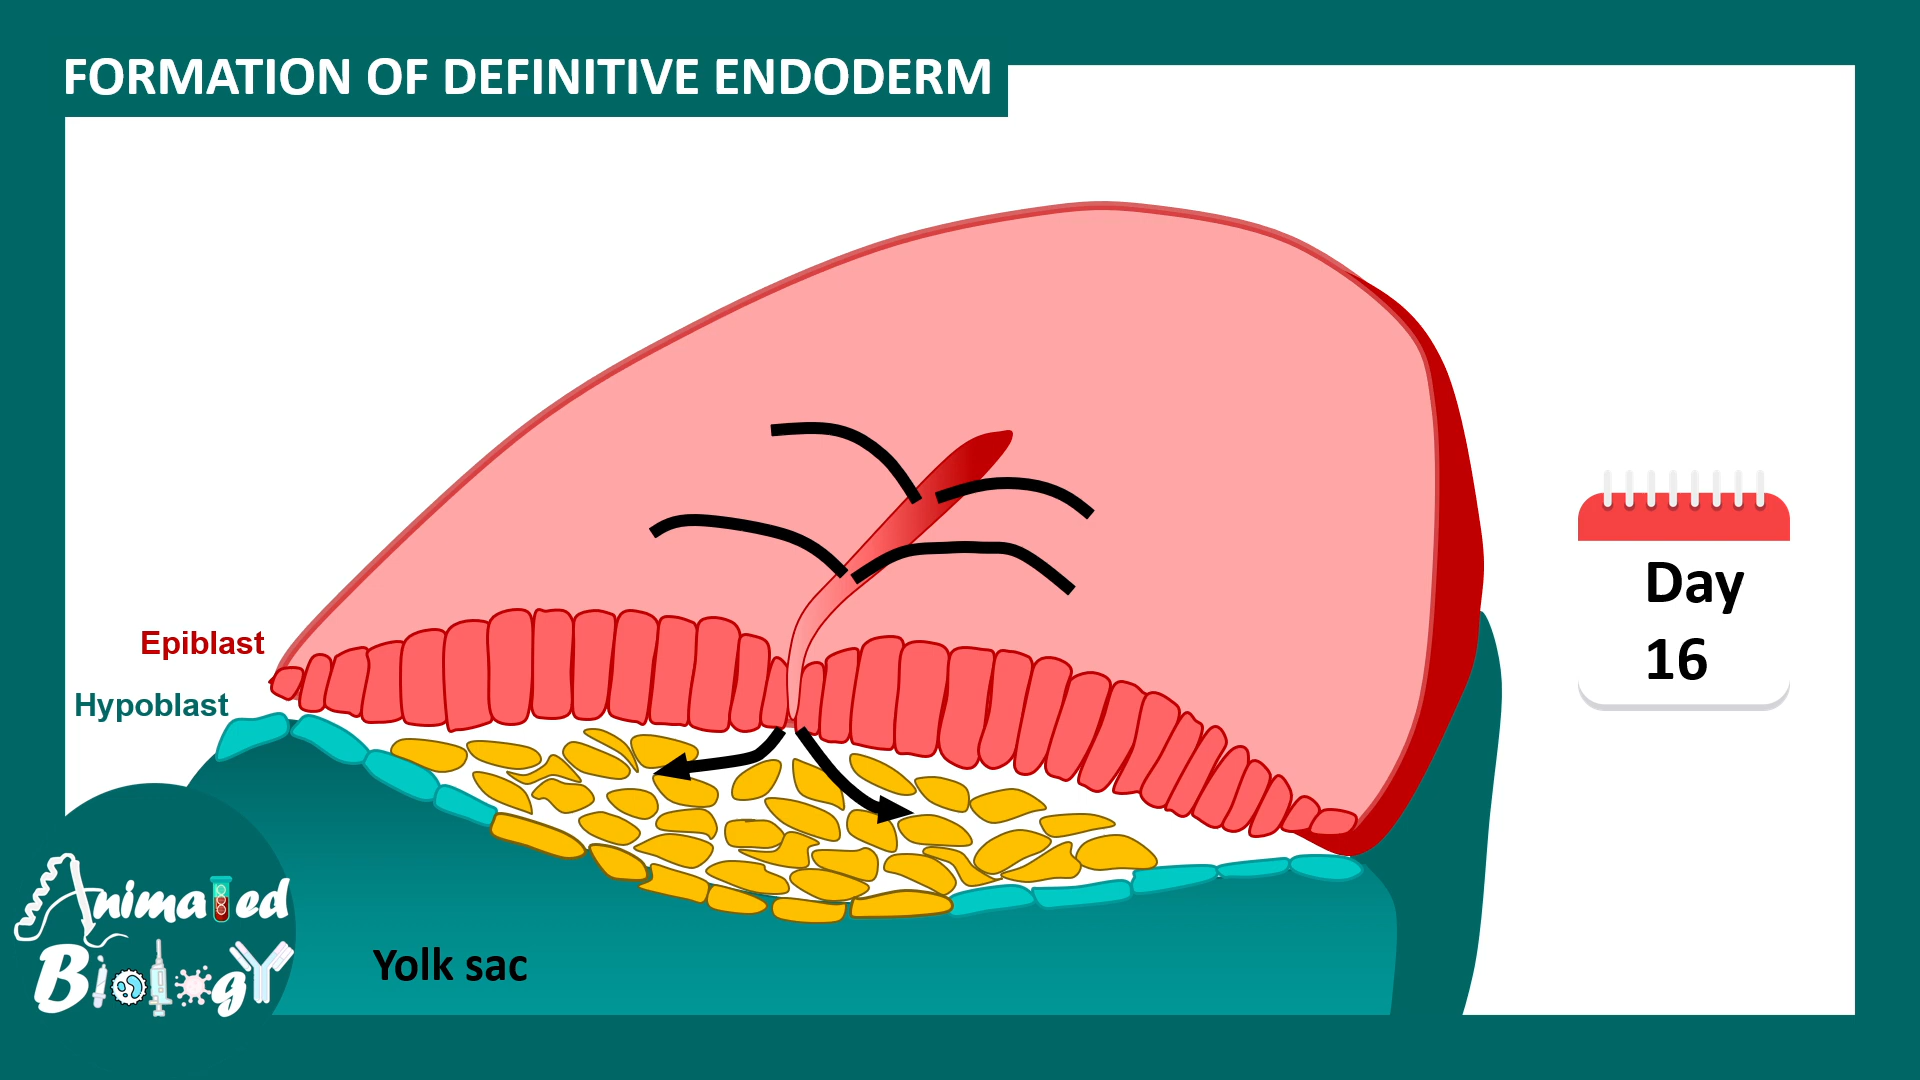 FORMATION OF DEFINITIVE ENDODERM
Epiblast
Hypoblast
Day
16
Yolk sac
Animated
Biology